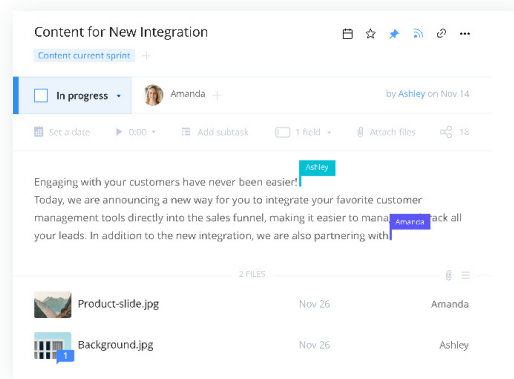 Content for New Integration
Content current sprint
In progress
Amanda
by Ashley on Nov 14
Set a date
0:00
Add subtask
1 field
Attach files
18
Ashley
Engaging with your customers have never been easier!
Today, we are announcing a new way for you to integrate your favorite customer
management tools directly into the sales funnel, making it easier to mana rack all
Amanda
your leads. In addition to the new integration, we are also partnering with
2 FILES
Product-slide.jpg Nov 26 Amanda
Background.jpg Nov 26 Ashley
1